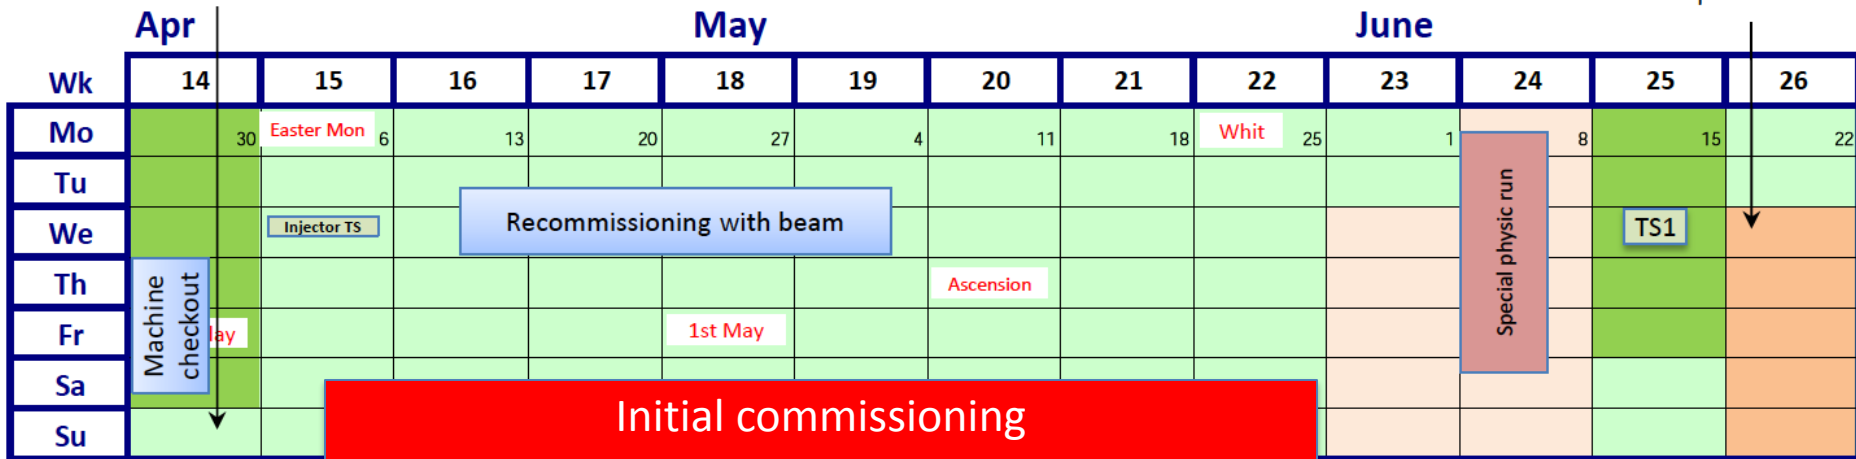 Apr May June
Wk 14 15 16 17 18 19 20 21 22 23 24 25 26
Mo 30 Easter Mon 6 13 20 27 4 11 18 Whit 25 1 8 15 22
Tu
We Injector TS Recommissioning with beam TS1
Th Ascension
Fr 1st May
Sa
Su
Machine
checkout
Special physic run
Initial commissioning